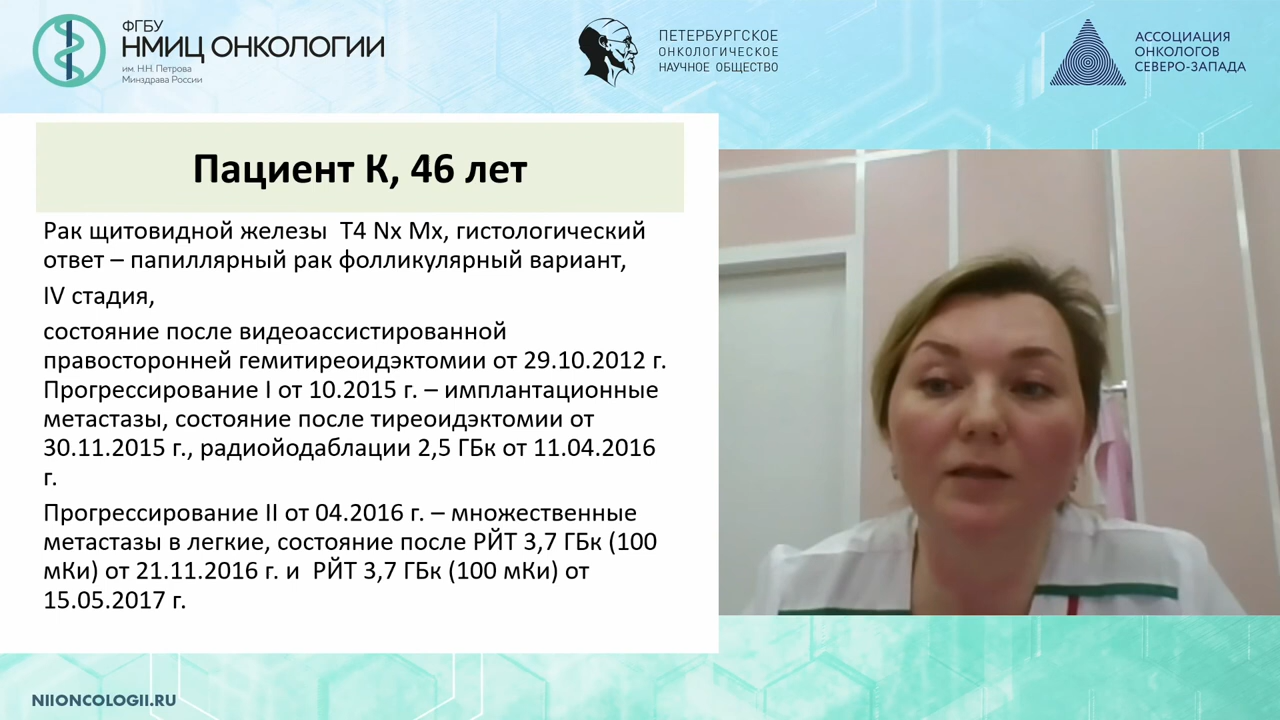 ФГБУ
НМИЦ ОНКОЛОГИИ
им. Н.Н. Петрова
Минздрава России
ПЕТЕРБУРГСКОЕ
ОНКОЛОГИЧЕСКОЕ
НАУЧНОЕ ОБЩЕСТВО
АССОЦИАЦИЯ
ОНКОЛОГОВ
СЕВЕРО-ЗАПАДА
Пациент К, 46 лет
Рак щитовидной железы T4 Nx Mx, гистологический
ответ – папиллярный рак фолликулярный вариант,
IV стадия,
состояние после видеоассистированной
правосторонней гемитиреоидэктомии от 29.10.2012 г.
Прогрессирование I от 10.2015 г. – имплантационные
метастазы, состояние после тиреоидэктомии от
30.11.2015 г., радиойодаблации 2,5 ГБк от 11.04.2016
г.
Прогрессирование II от 04.2016 г. – множественные
метастазы в легкие, состояние после РЙТ 3,7 ГБк (100
мКи) от 21.11.2016 г. и РЙТ 3,7 ГБк (100 мКи) от
15.05.2017 г.
NIIONCOLOGII.RU